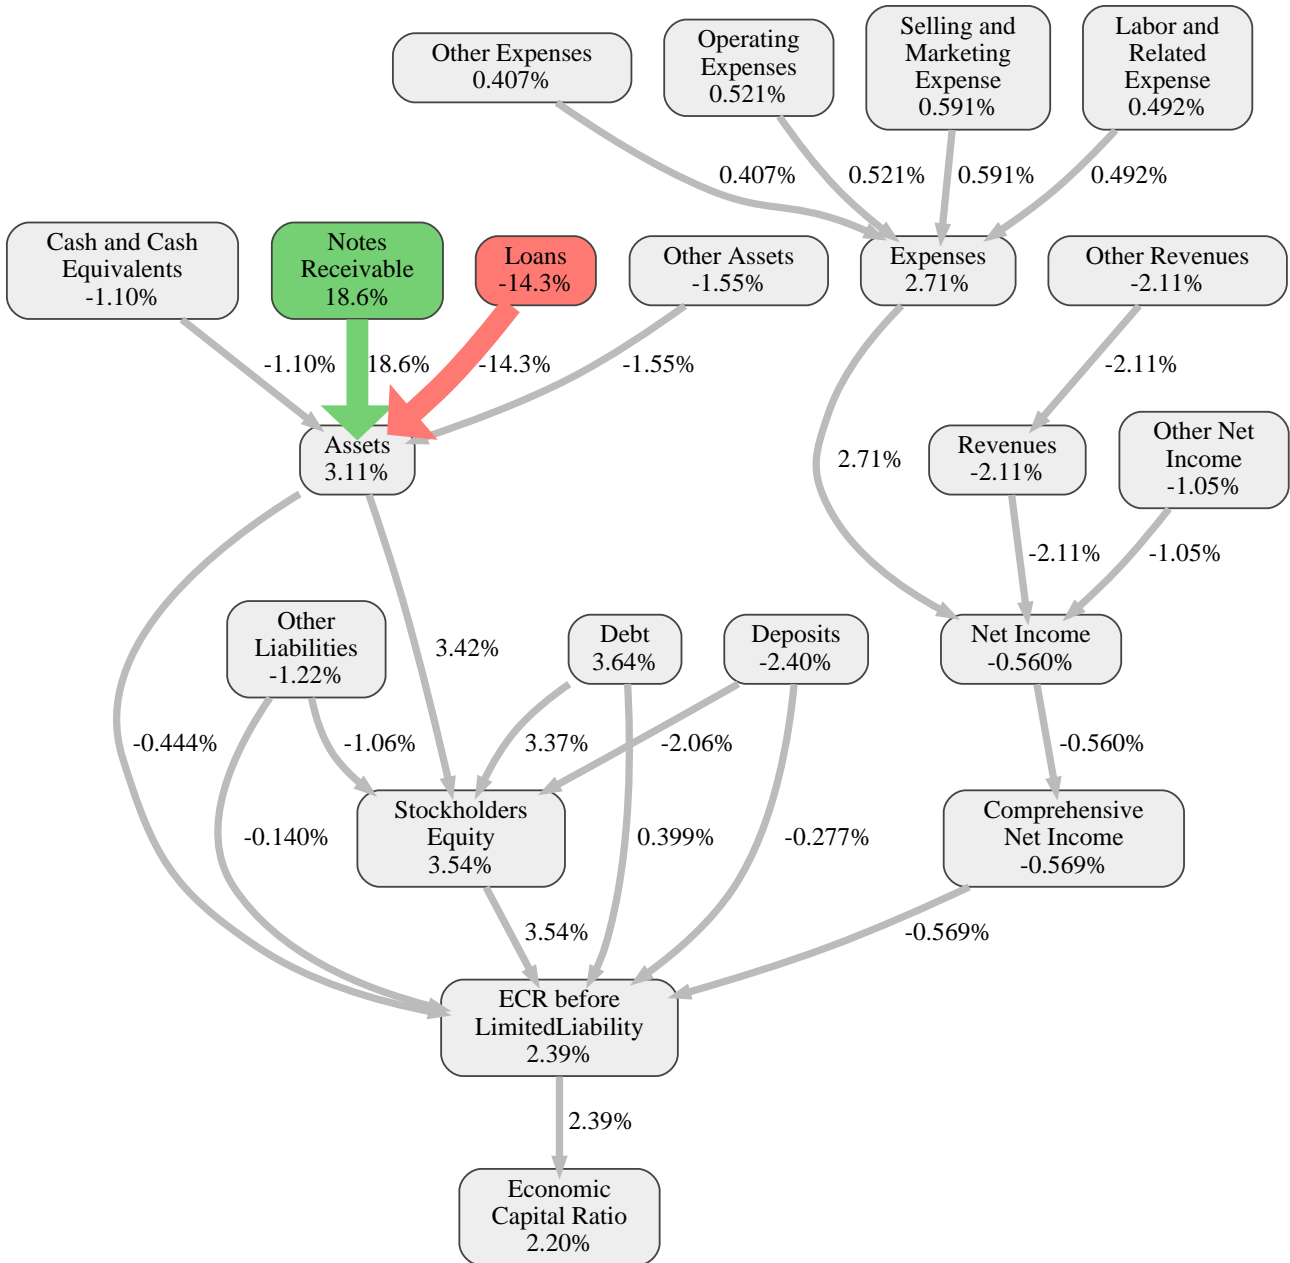 Other Expenses
0.407%
Operating
Expenses
0.521%
Selling and
Marketing
Expense
0.591%
Labor and
Related
Expense
0.492%
0.407%
0.521%
0.591%
0.492%
Cash and Cash
Equivalents
-1.10%
Notes
Receivable
18.6%
Loans
-14.3%
Other Assets
-1.55%
Expenses
2.71%
Other Revenues
-2.11%
-1.10%
18.6%
-14.3%
-1.55%
-2.11%
Assets
3.11%
2.71%
Revenues
-2.11%
Other Net
Income
-1.05%
-2.11%
-1.05%
Other
Liabilities
-1.22%
3.42%
Debt
3.64%
Deposits
-2.40%
Net Income
-0.560%
-0.444%
-1.06%
3.37%
-2.06%
-0.560%
-0.140%
Stockholders
Equity
3.54%
0.399%
-0.277%
Comprehensive
Net Income
-0.569%
3.54%
-0.569%
ECR before
LimitedLiability
2.39%
2.39%
Economic
Capital Ratio
2.20%